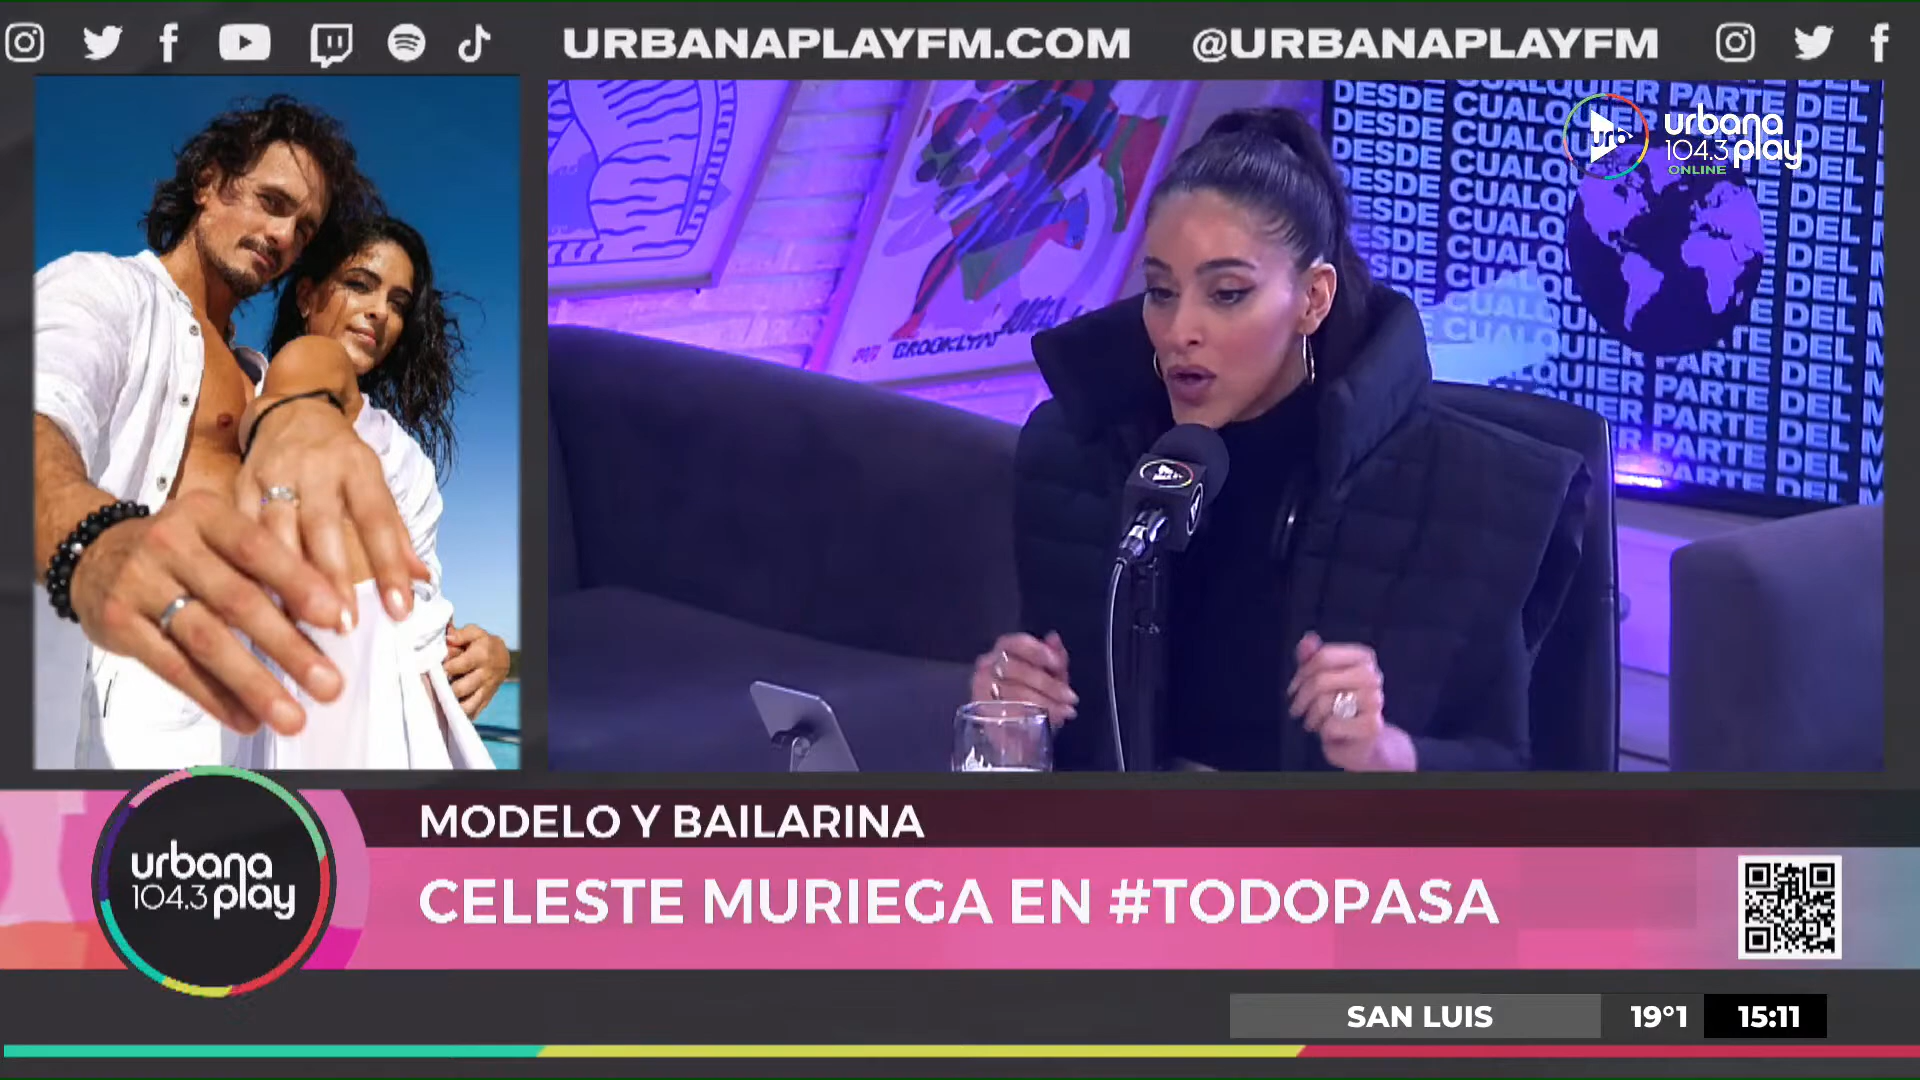 URBANAPLAYFM.COM @URBANAPLAYFM
DESDE CUALQUIER PARTE DEL
urbana
104.3 play
ONLINE
BROOKLYN
MODELO Y BAILARINA
CELESTE MURIEGA EN #TODOPASA
urbana
104.3 play
SAN LUIS 19°1 15:11